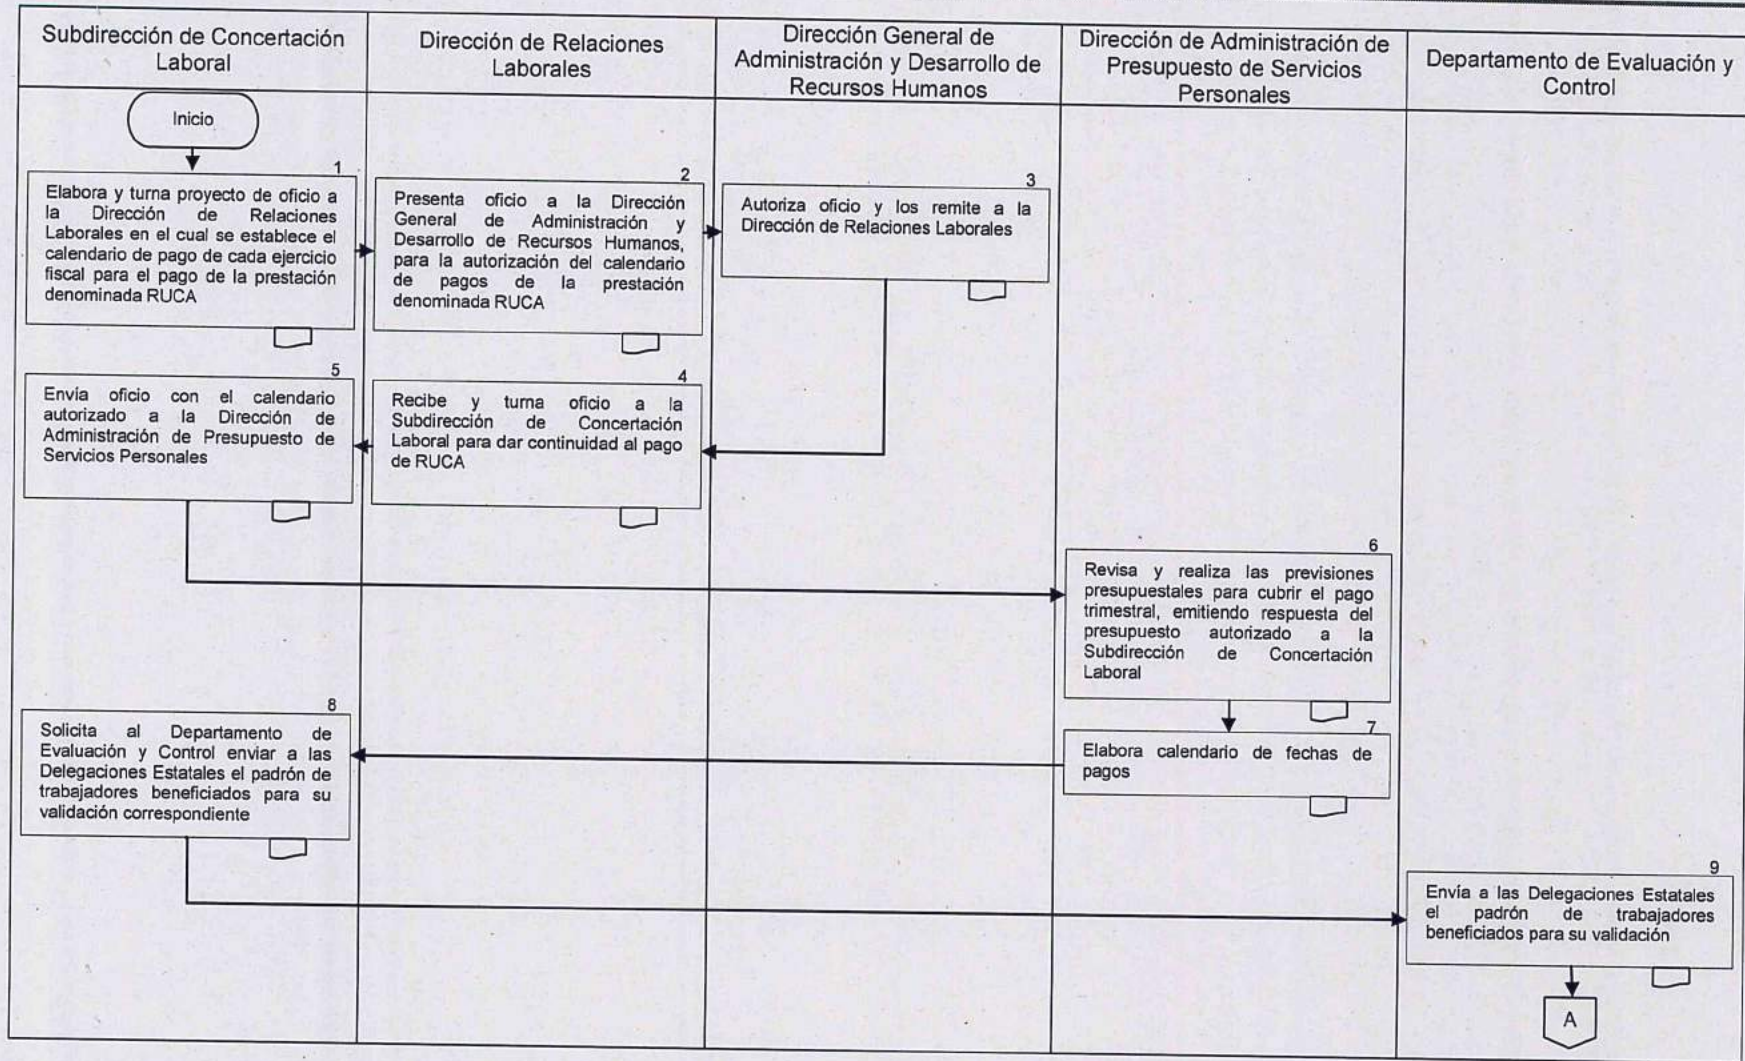 Subdirección de Concertación
Laboral
Dirección de Relaciones
Laborales
Dirección General de
Administración y Desarrollo de
Recursos Humanos
Dirección de Administración de
Presupuesto de Servicios
Personales
Departamento de Evaluación y
Control
Inicio
1
Elabora y turna proyecto de oficio a
la Dirección de Relaciones
Laborales en el cual se establece el
calendario de pago de cada ejercicio
fiscal para el pago de la prestación
denominada RUCA
2
Presenta oficio a la Dirección
General de Administración y
Desarrollo de Recursos Humanos,
para la autorización del calendario
de pagos de la prestación
denominada RUCA
3
Autoriza oficio y los remite a la
Dirección de Relaciones Laborales
5
Envía oficio con el calendario
autorizado a la Dirección de
Administración de Presupuesto de
Servicios Personales
4
Recibe y turna oficio a la
Subdirección de Concertación
Laboral para dar continuidad al pago
de RUCA
6
Revisa y realiza las previsiones
presupuestales para cubrir el pago
trimestral, emitiendo respuesta del
presupuesto autorizado a la
Subdirección de Concertación
Laboral
7
Elabora calendario de fechas de
pagos
8
Solicita al Departamento de
Evaluación y Control enviar a las
Delegaciones Estatales el padrón de
trabajadores beneficiados para su
validación correspondiente
9
Envía a las Delegaciones Estatales
el padrón de trabajadores
beneficiados para su validación
A